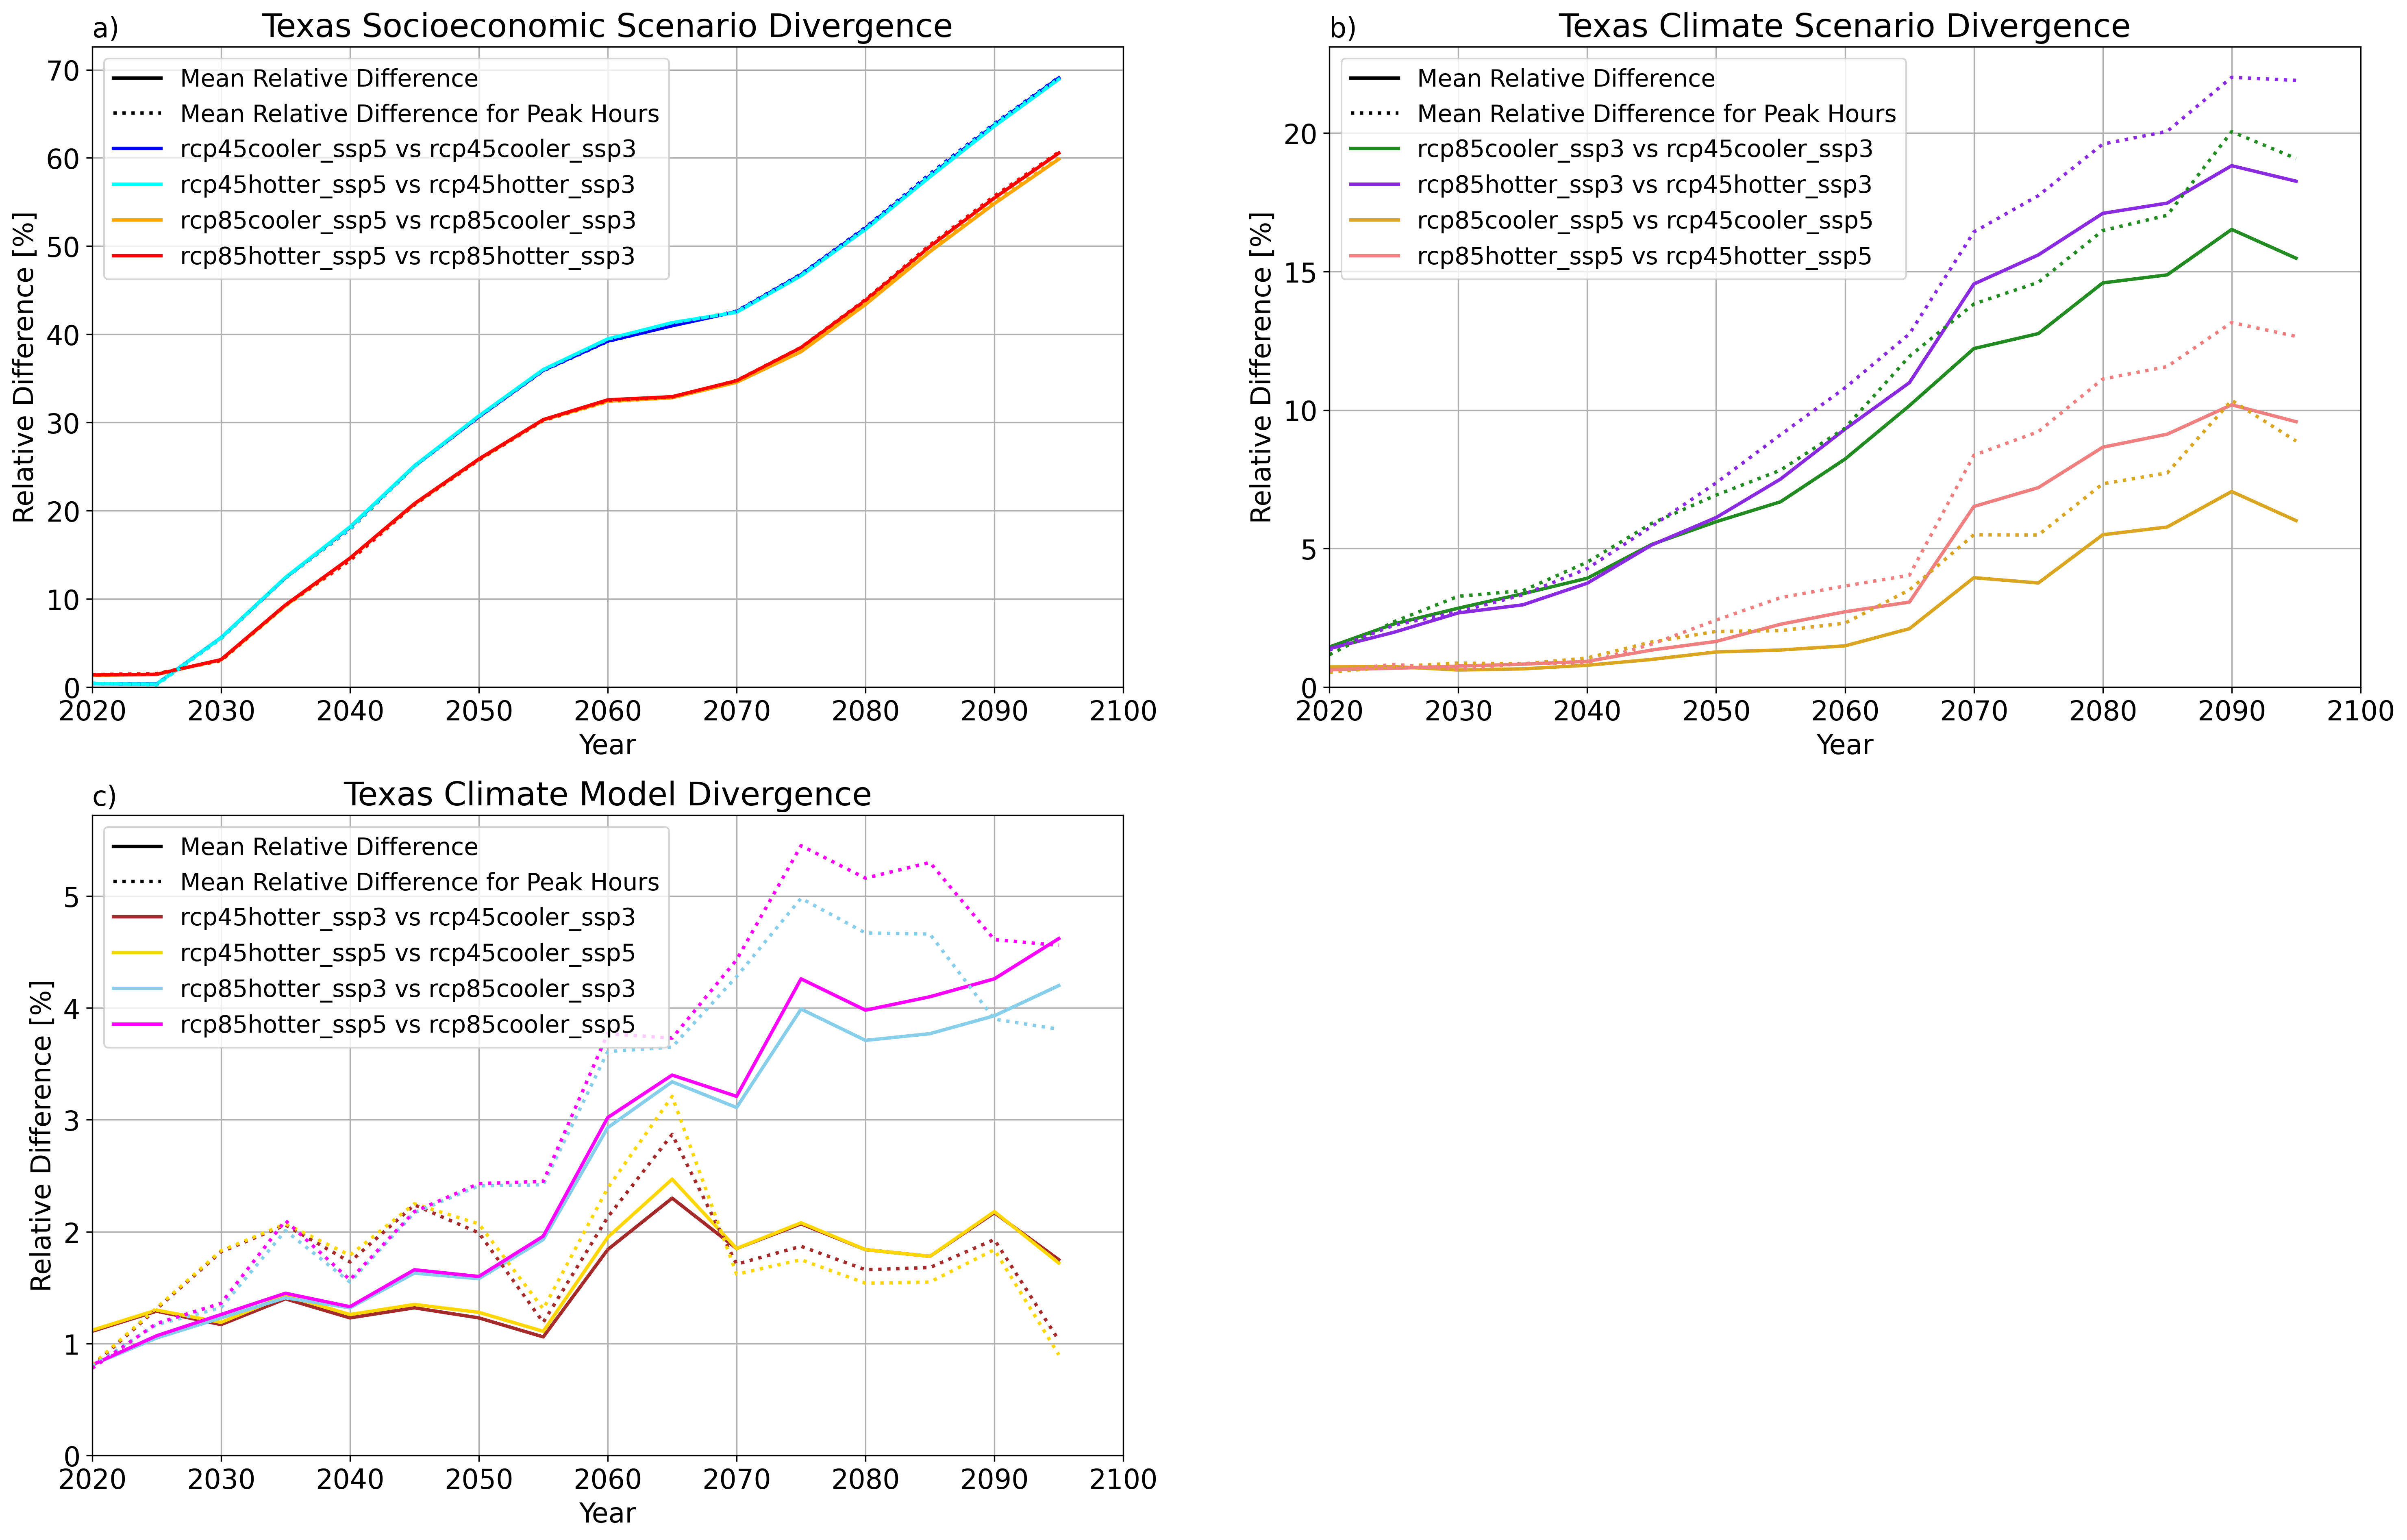 a)
Texas Socioeconomic Scenario Divergence
Relative Difference [%]
70
60
50
40
30
20
10
0
Mean Relative Difference
Mean Relative Difference for Peak Hours
rcp45cooler_ssp5 vs rcp45cooler_ssp3
rcp45hotter_ssp5 vs rcp45hotter_ssp3
rcp85cooler_ssp5 vs rcp85cooler_ssp3
rcp85hotter_ssp5 vs rcp85hotter_ssp3
2020 2030 2040 2050 2060 2070 2080 2090 2100
Year
b)
Texas Climate Scenario Divergence
Relative Difference [%]
20
15
10
5
0
Mean Relative Difference
Mean Relative Difference for Peak Hours
rcp85cooler_ssp3 vs rcp45cooler_ssp3
rcp85hotter_ssp3 vs rcp45hotter_ssp3
rcp85cooler_ssp5 vs rcp45cooler_ssp5
rcp85hotter_ssp5 vs rcp45hotter_ssp5
2020 2030 2040 2050 2060 2070 2080 2090 2100
Year
c)
Texas Climate Model Divergence
Relative Difference [%]
5
4
3
2
1
0
Mean Relative Difference
Mean Relative Difference for Peak Hours
rcp45hotter_ssp3 vs rcp45cooler_ssp3
rcp45hotter_ssp5 vs rcp45cooler_ssp5
rcp85hotter_ssp3 vs rcp85cooler_ssp3
rcp85hotter_ssp5 vs rcp85cooler_ssp5
2020 2030 2040 2050 2060 2070 2080 2090 2100
Year